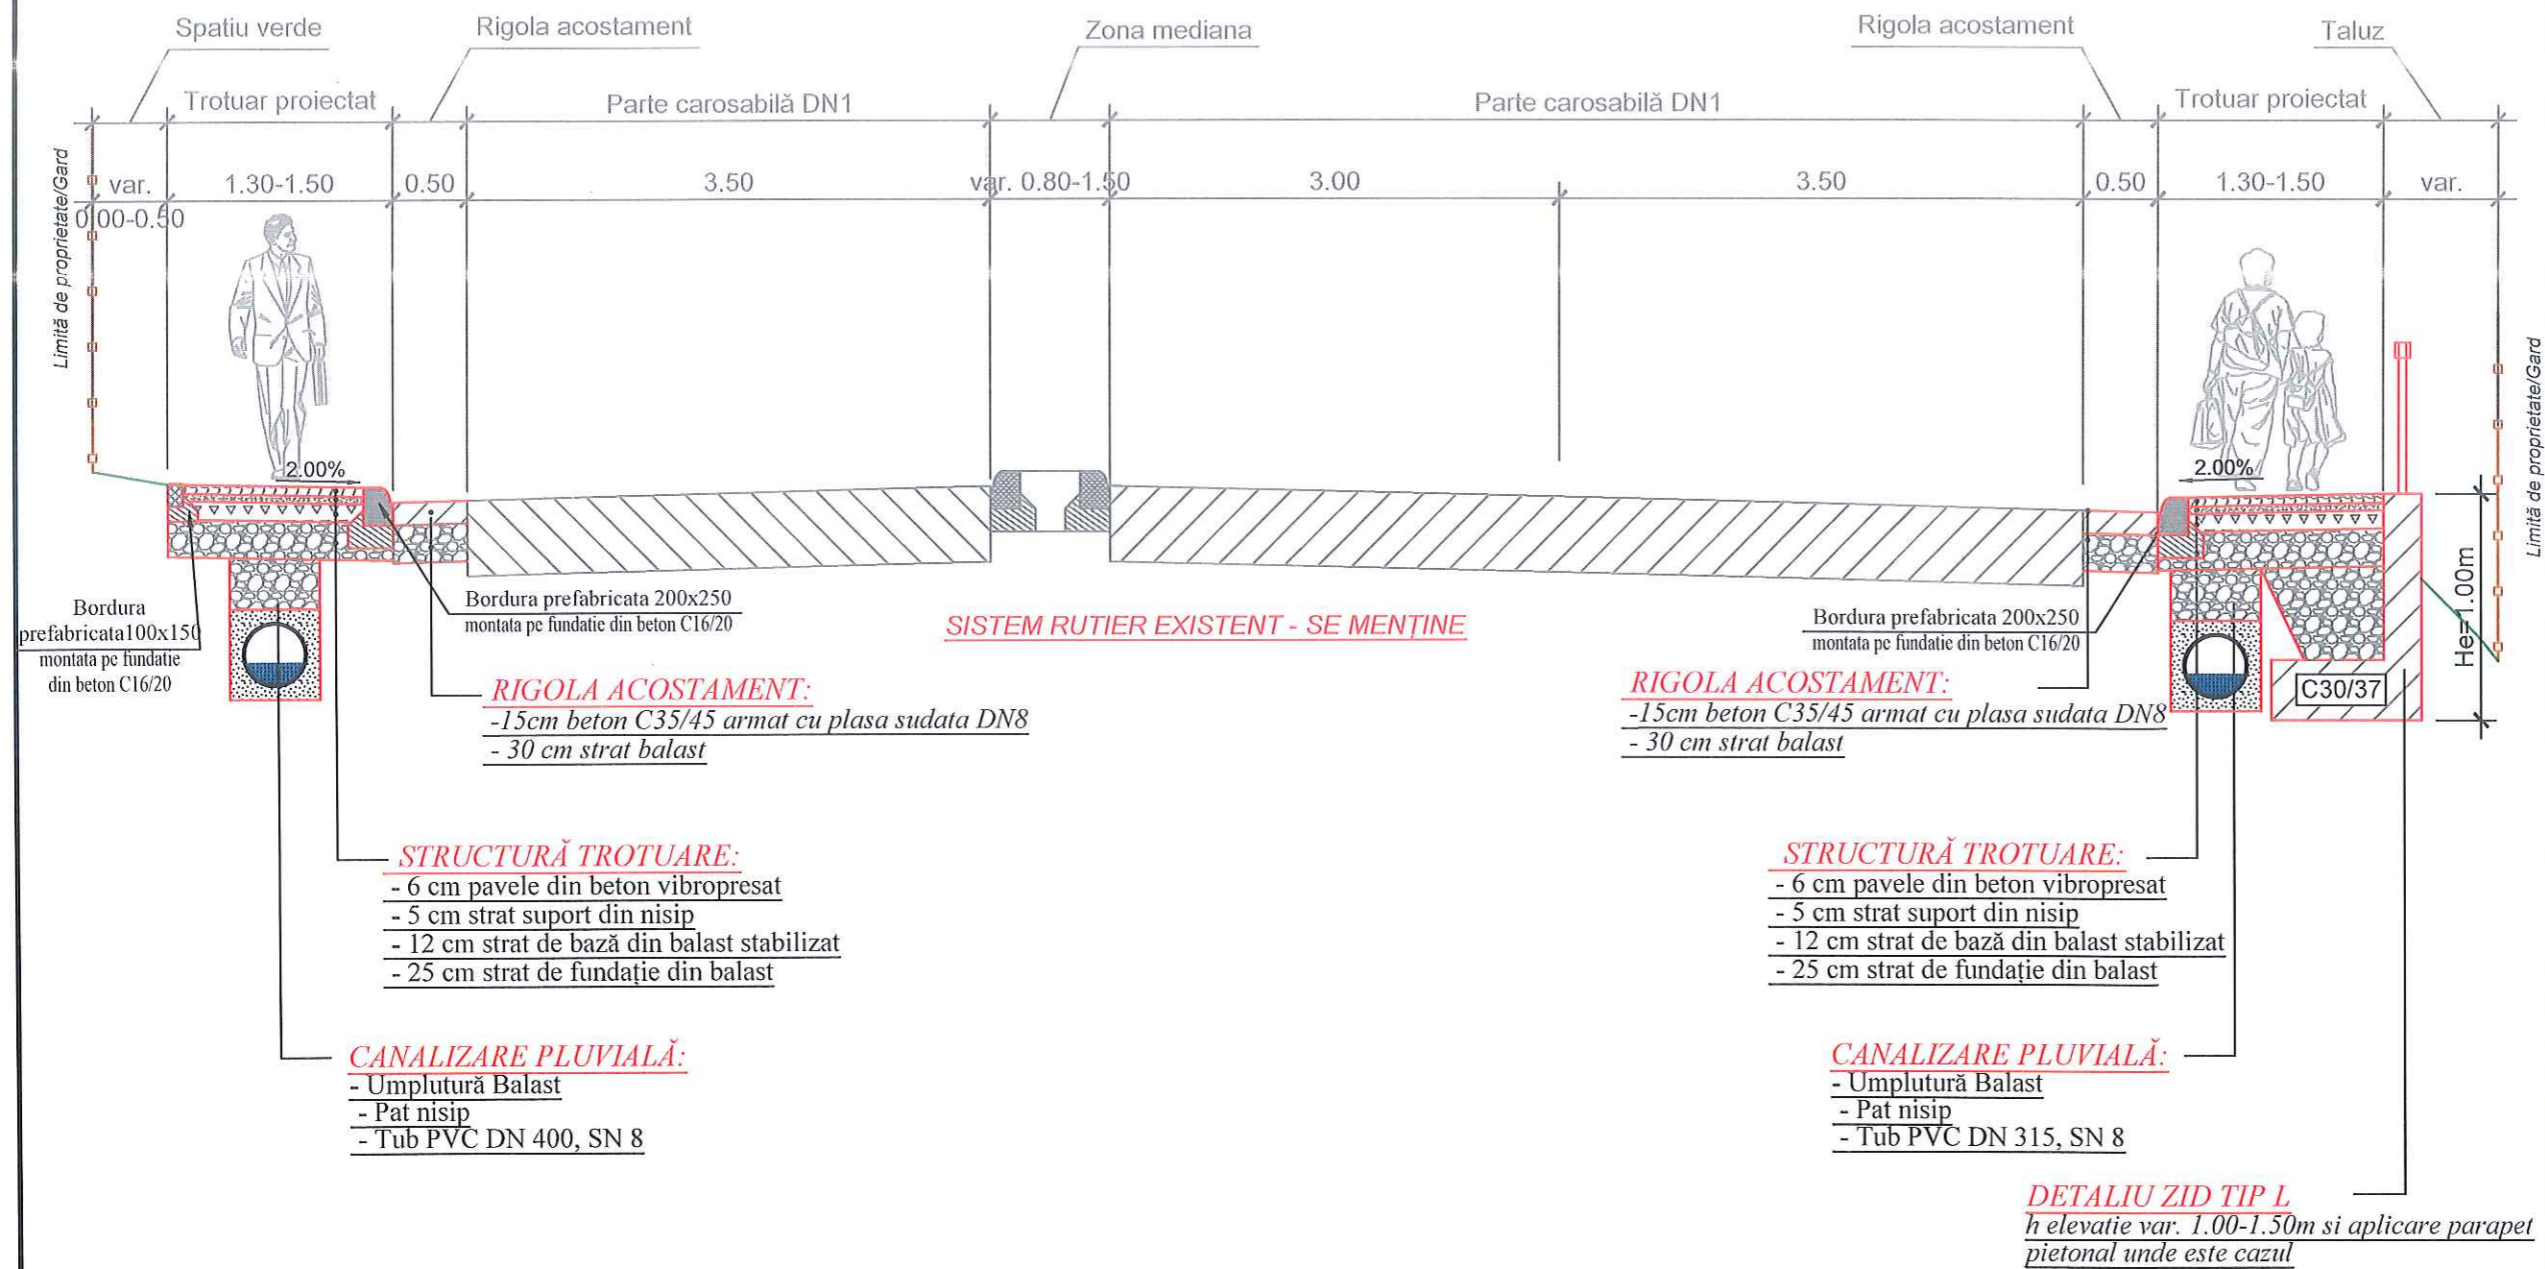 Spatiu verde
Rigola acostament
Zona mediana
Rigola acostament
Taluz
Trotuar proiectat
Parte carosabilă DN1
Parte carosabilă DN1
Trotuar proiectat
Limită de proprietate/Gard
var.
1.30-1.50
0.50
3.50
var. 0.80-1.50
3.00
3.50
0.50
1.30-1.50
var.
0.00-0.50
Limită de proprietate/Gard
2.00%
2.00%
Bordura
prefabricata100x150
montata pe fundatie
din beton C16/20
Bordura prefabricata 200x250
montata pe fundatie din beton C16/20
SISTEM RUTIER EXISTENT - SE MENȚINE
Bordura prefabricata 200x250
montata pe fundatie din beton C16/20
He=1.00m
C30/37
RIGOLA ACOSTAMENT:
-15cm beton C35/45 armat cu plasa sudata DN8
- 30 cm strat balast
RIGOLA ACOSTAMENT:
-15cm beton C35/45 armat cu plasa sudata DN8
- 30 cm strat balast
STRUCTURĂ TROTUARE:
- 6 cm pavele din beton vibropresat
- 5 cm strat suport din nisip
- 12 cm strat de bază din balast stabilizat
- 25 cm strat de fundație din balast
STRUCTURĂ TROTUARE:
- 6 cm pavele din beton vibropresat
- 5 cm strat suport din nisip
- 12 cm strat de bază din balast stabilizat
- 25 cm strat de fundație din balast
CANALIZARE PLUVIALĂ:
- Umplutură Balast
- Pat nisip
- Tub PVC DN 400, SN 8
CANALIZARE PLUVIALĂ:
- Umplutură Balast
- Pat nisip
- Tub PVC DN 315, SN 8
DETALIU ZID TIP L
h elevatie var. 1.00-1.50m si aplicare parapet
pietonal unde este cazul